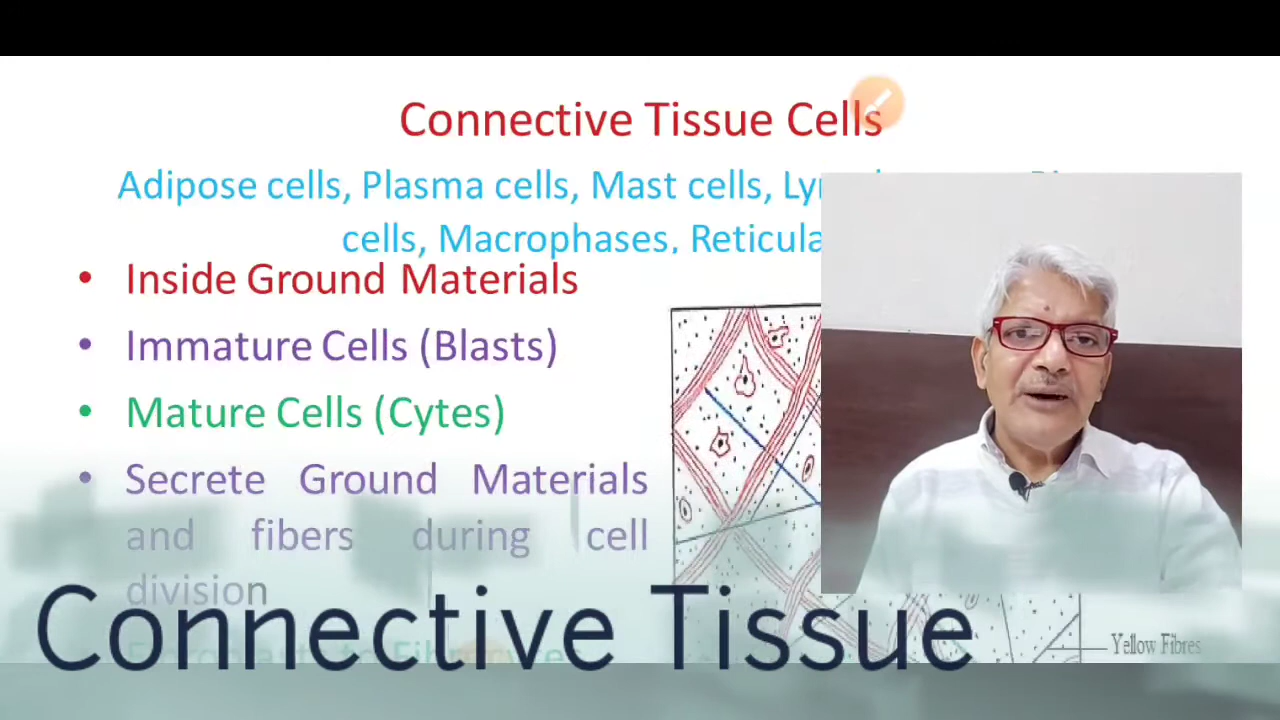 Connective Tissue Cells
Adipose cells, Plasma cells, Mast cells,
cells, Macrophases, Reticula
• Inside Ground Materials
• Immature Cells (Blasts)
• Mature Cells (Cytes)
• Secrete Ground Materials
and fibers during cell
division
Connective Tissue
Yellow Fibres